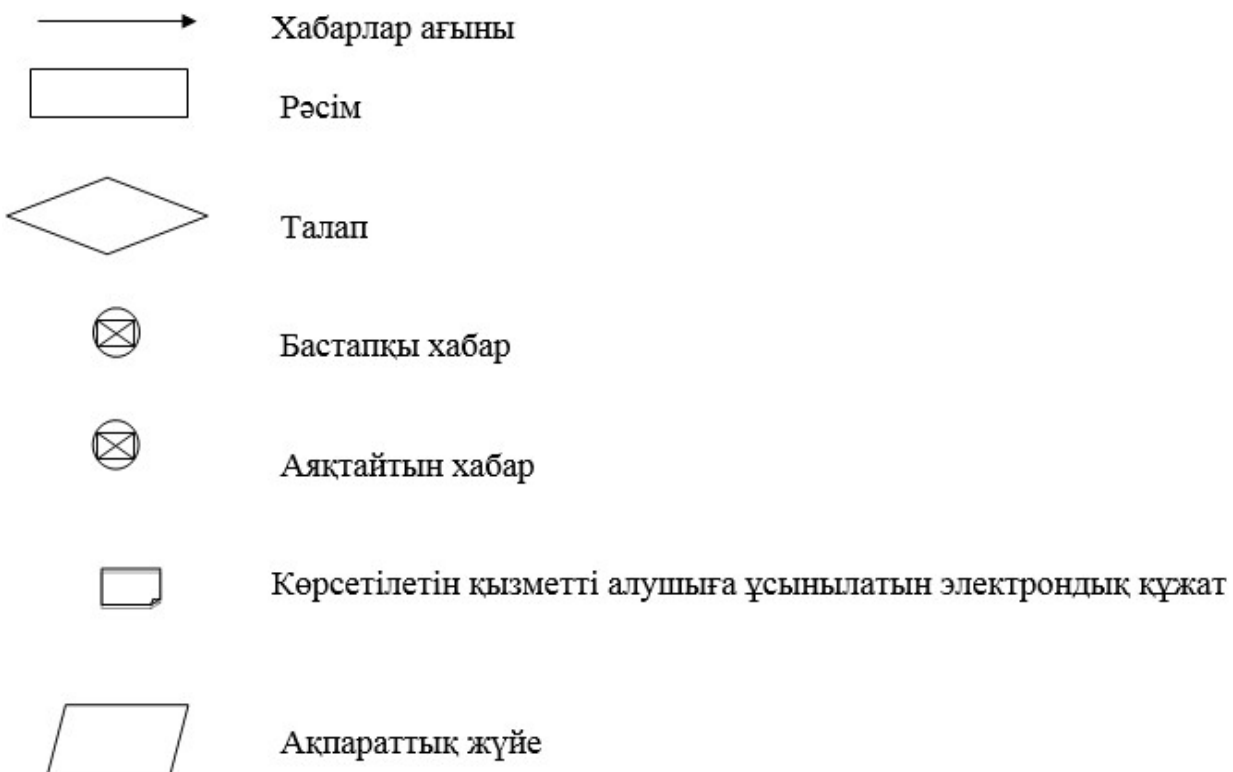 Хабарлар ағыны
Рәсім
Талап
Бастапқы хабар
Аяқтайтын хабар
Көрсетілетін қызметті алушыға ұсынылатын электрондық құжат
Ақпараттық жүйе